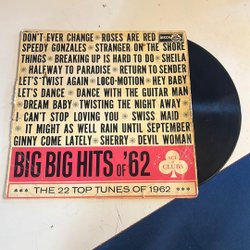 DON'T EVER CHANGE • ROSES ARE RED •
SPEEDY GONZALES • STRANGER ON THE SHORE
THINGS • BREAKING UP IS HARD TO DO • SHEILA
HALFWAY TO PARADISE • RETURN TO SENDER
LET'S TWIST AGAIN • LOCO-MOTION • HEY BABY
LET'S DANCE • DANCE WITH THE GUITAR MAN
DREAM BABY • TWISTING THE NIGHT AWAY
I CAN'T STOP LOVING YOU • SWISS MAID
• IT MIGHT AS WELL RAIN UNTIL SEPTEMBER
GINNY COME LATELY • SHERRY • DEVIL WOMAN
BIG BIG HITS OF '62
ACE OF CLUBS
THE 22 TOP TUNES OF 1962